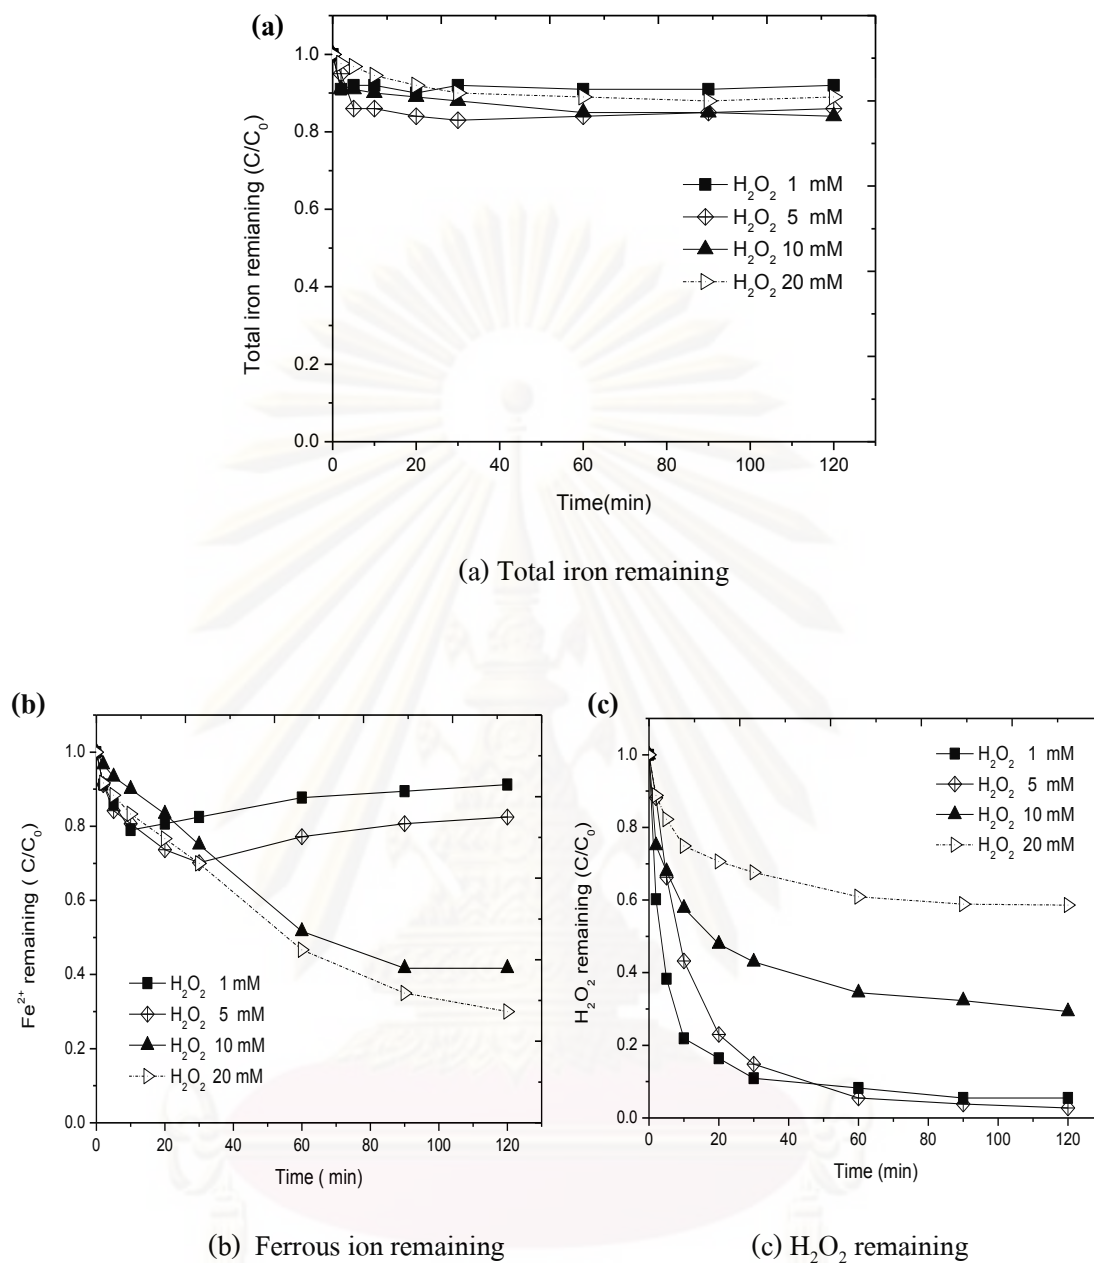 (a)
1.0
0.8
0.6
0.4
0.2
0.0
Total iron remianing (C/C₀)
H₂O₂ 1 mM
H₂O₂ 5 mM
H₂O₂ 10 mM
H₂O₂ 20 mM
0 20 40 60 80 100 120
Time(min)
(a) Total iron remaining
(b)
1.0
0.8
0.6
0.4
0.2
0.0
Fe²⁺ remaining ( C/C₀)
H₂O₂ 1 mM
H₂O₂ 5 mM
H₂O₂ 10 mM
H₂O₂ 20 mM
0 20 40 60 80 100 120
Time ( min)
(b) Ferrous ion remaining
(c)
1.0
0.8
0.6
0.4
0.2
0.0
H₂O₂ remaining (C/C₀)
H₂O₂ 1 mM
H₂O₂ 5 mM
H₂O₂ 10 mM
H₂O₂ 20 mM
0 20 40 60 80 100 120
Time (min)
(c) H₂O₂ remaining